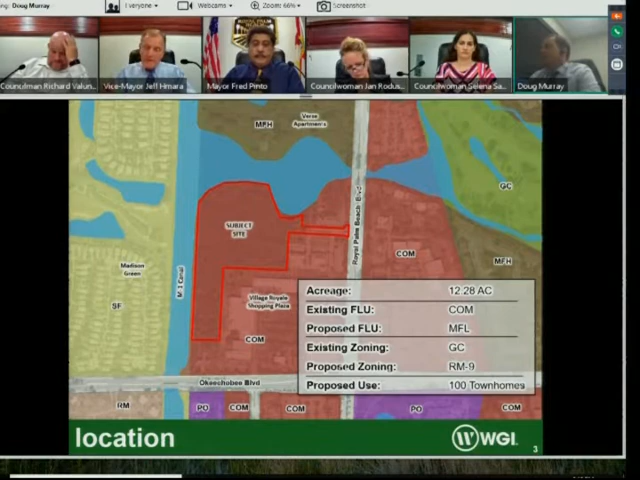 ng: Doug Murray
Everyone
Webcams
Zoom: 66%
Screenshot
Councilman Richard Valun...
Vice-Mayor Jeff Hmara
Mayor Fred Pinto
Councilwoman Jan Rodus...
Councilwoman Selena Sa...
Doug Murray
MFH
Verse
Apartments
GC
SUBJECT
SITE
Royal Palm Beach Blvd
COM
MFH
Madison
Green
SF
M-1 Canal
Village Royale
Shopping Plaza
COM
Acreage: 12.28 AC
Existing FLU: COM
Proposed FLU: MFL
Existing Zoning: GC
Proposed Zoning: RM-9
Proposed Use: 100 Townhomes
Okeechobee Blvd
RM
PO
COM
COM
PO
COM
location
WGI.
3